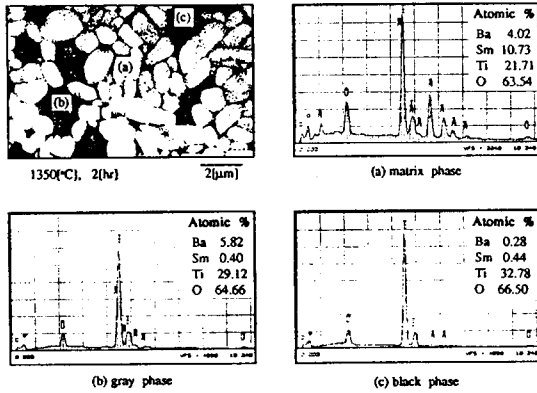 (c)
(a)
(b)
1350[°C], 2[hr]
2[μm]
Atomic %
Ba 4.02
Sm 10.73
Ti 21.71
O 63.54
(a) matrix phase
Atomic %
Ba 5.82
Sm 0.40
Ti 29.12
O 64.66
(b) gray phase
Atomic %
Ba 0.28
Sm 0.44
Ti 32.78
O 66.50
(c) black phase